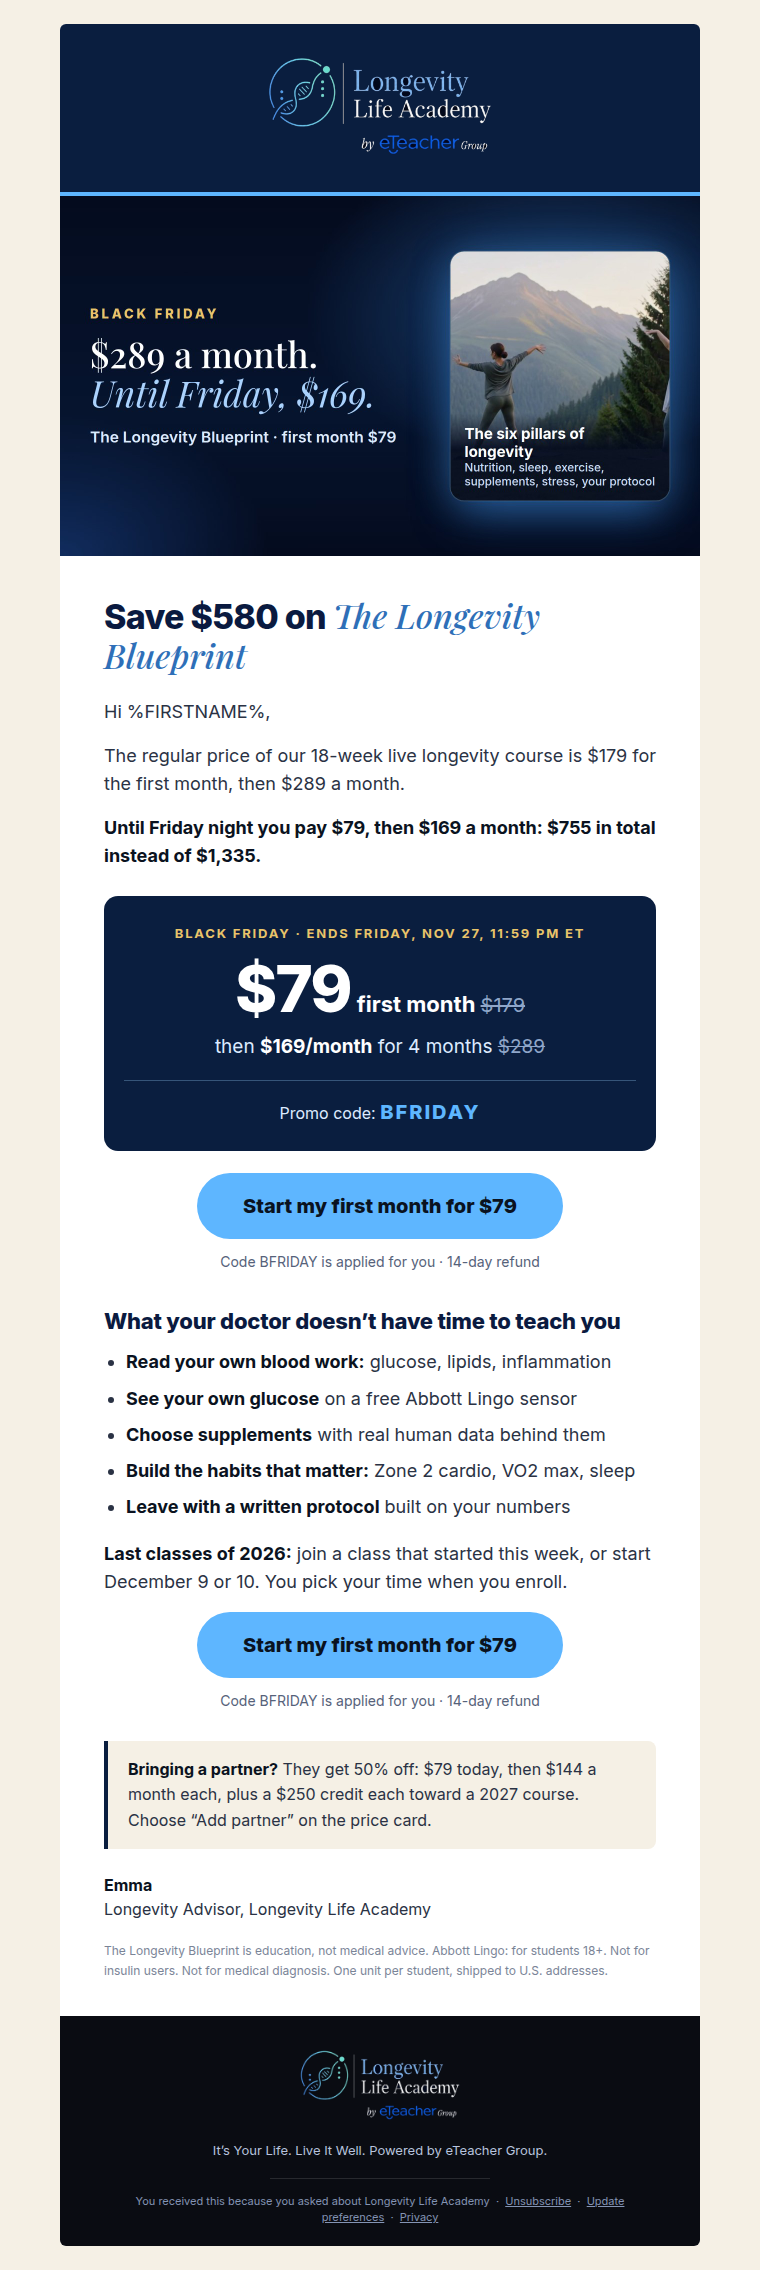 Longevity
Life Academy
by eTeacher Group
BLACK FRIDAY
$289 a month.
Until Friday, $169.
The Longevity Blueprint · first month $79
The six pillars of
longevity
Nutrition, sleep, exercise,
supplements, stress, your protocol
Save $580 on The Longevity
Blueprint
Hi %FIRSTNAME%,
The regular price of our 18-week live longevity course is $179 for
the first month, then $289 a month.
Until Friday night you pay $79, then $169 a month: $755 in total
instead of $1,335.
BLACK FRIDAY · ENDS FRIDAY, NOV 27, 11:59 PM ET
$79 first month $179
then $169/month for 4 months $289
Promo code: BFRIDAY
Start my first month for $79
Code BFRIDAY is applied for you · 14-day refund
What your doctor doesn’t have time to teach you
• Read your own blood work: glucose, lipids, inflammation
• See your own glucose on a free Abbott Lingo sensor
• Choose supplements with real human data behind them
• Build the habits that matter: Zone 2 cardio, VO2 max, sleep
• Leave with a written protocol built on your numbers
Last classes of 2026: join a class that started this week, or start
December 9 or 10. You pick your time when you enroll.
Start my first month for $79
Code BFRIDAY is applied for you · 14-day refund
Bringing a partner? They get 50% off: $79 today, then $144 a
month each, plus a $250 credit each toward a 2027 course.
Choose “Add partner” on the price card.
Emma
Longevity Advisor, Longevity Life Academy
The Longevity Blueprint is education, not medical advice. Abbott Lingo: for students 18+. Not for
insulin users. Not for medical diagnosis. One unit per student, shipped to U.S. addresses.
Longevity
Life Academy
by eTeacher Group
It’s Your Life. Live It Well. Powered by eTeacher Group.
You received this because you asked about Longevity Life Academy · Unsubscribe · Update
preferences · Privacy